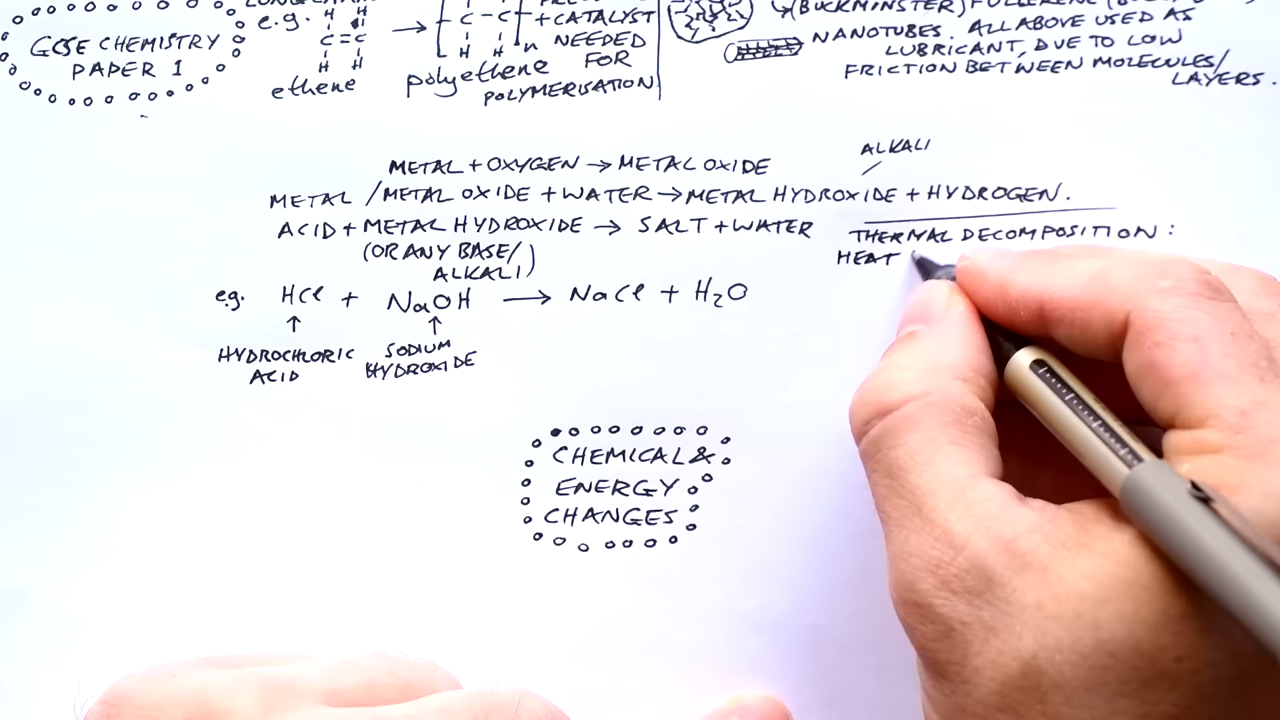 GCSE CHEMISTRY
PAPER 1
e.g.
H H
C=C
H H
ethene
→
C - C
H H
n
polyethene
+CATALYST
NEEDED
FOR
POLYMERISATION.
(BUCKMINSTER)
NANOTUBES. ALL ABOVE USED AS
LUBRICANT, DUE TO LOW
FRICTION BETWEEN MOLECULES/
LAYERS.
METAL + OXYGEN → METAL OXIDE
ALKALI
METAL / METAL OXIDE + WATER → METAL HYDROXIDE + HYDROGEN.
ACID + METAL HYDROXIDE → SALT + WATER
(OR ANY BASE/
ALKALI)
e.g. HCl + NaOH → NaCl + H₂O
↑ ↑
HYDROCHLORIC
ACID
SODIUM
HYDROXIDE
THERMAL DECOMPOSITION:
HEAT
CHEMICAL &
ENERGY
CHANGES